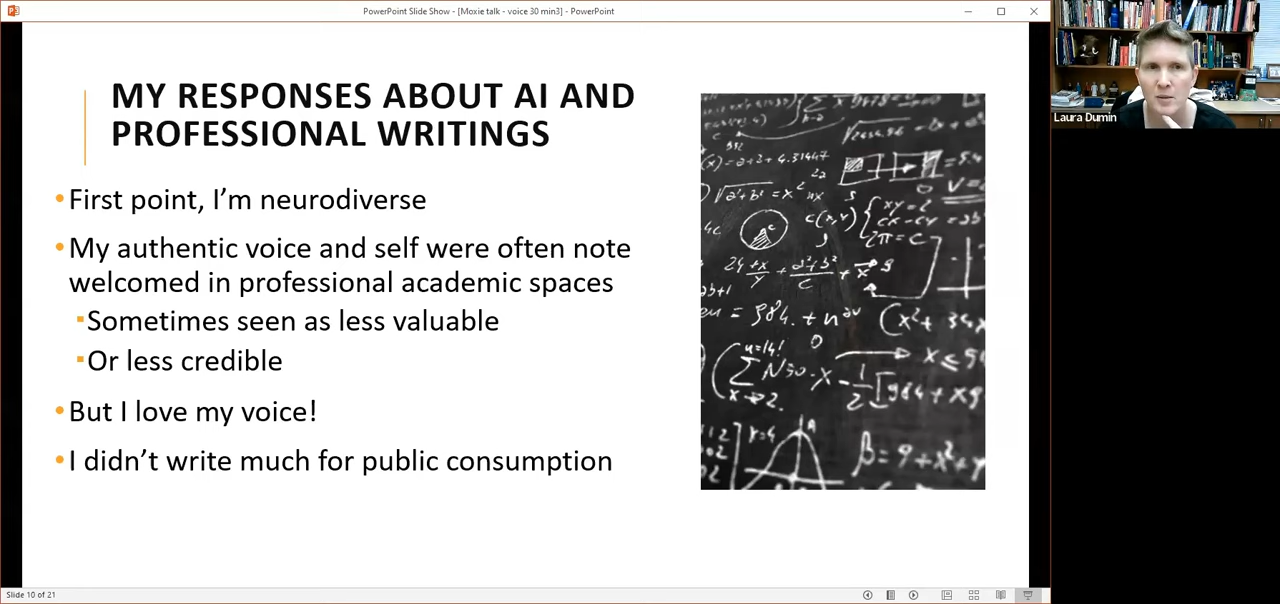 PowerPoint Slide Show - [Moxie talk - voice 30 min3] - PowerPoint
MY RESPONSES ABOUT AI AND
PROFESSIONAL WRITINGS
• First point, I'm neurodiverse
• My authentic voice and self were often note
welcomed in professional academic spaces
▪ Sometimes seen as less valuable
▪ Or less credible
• But I love my voice!
• I didn't write much for public consumption
Laura Dumin
Slide 10 of 21